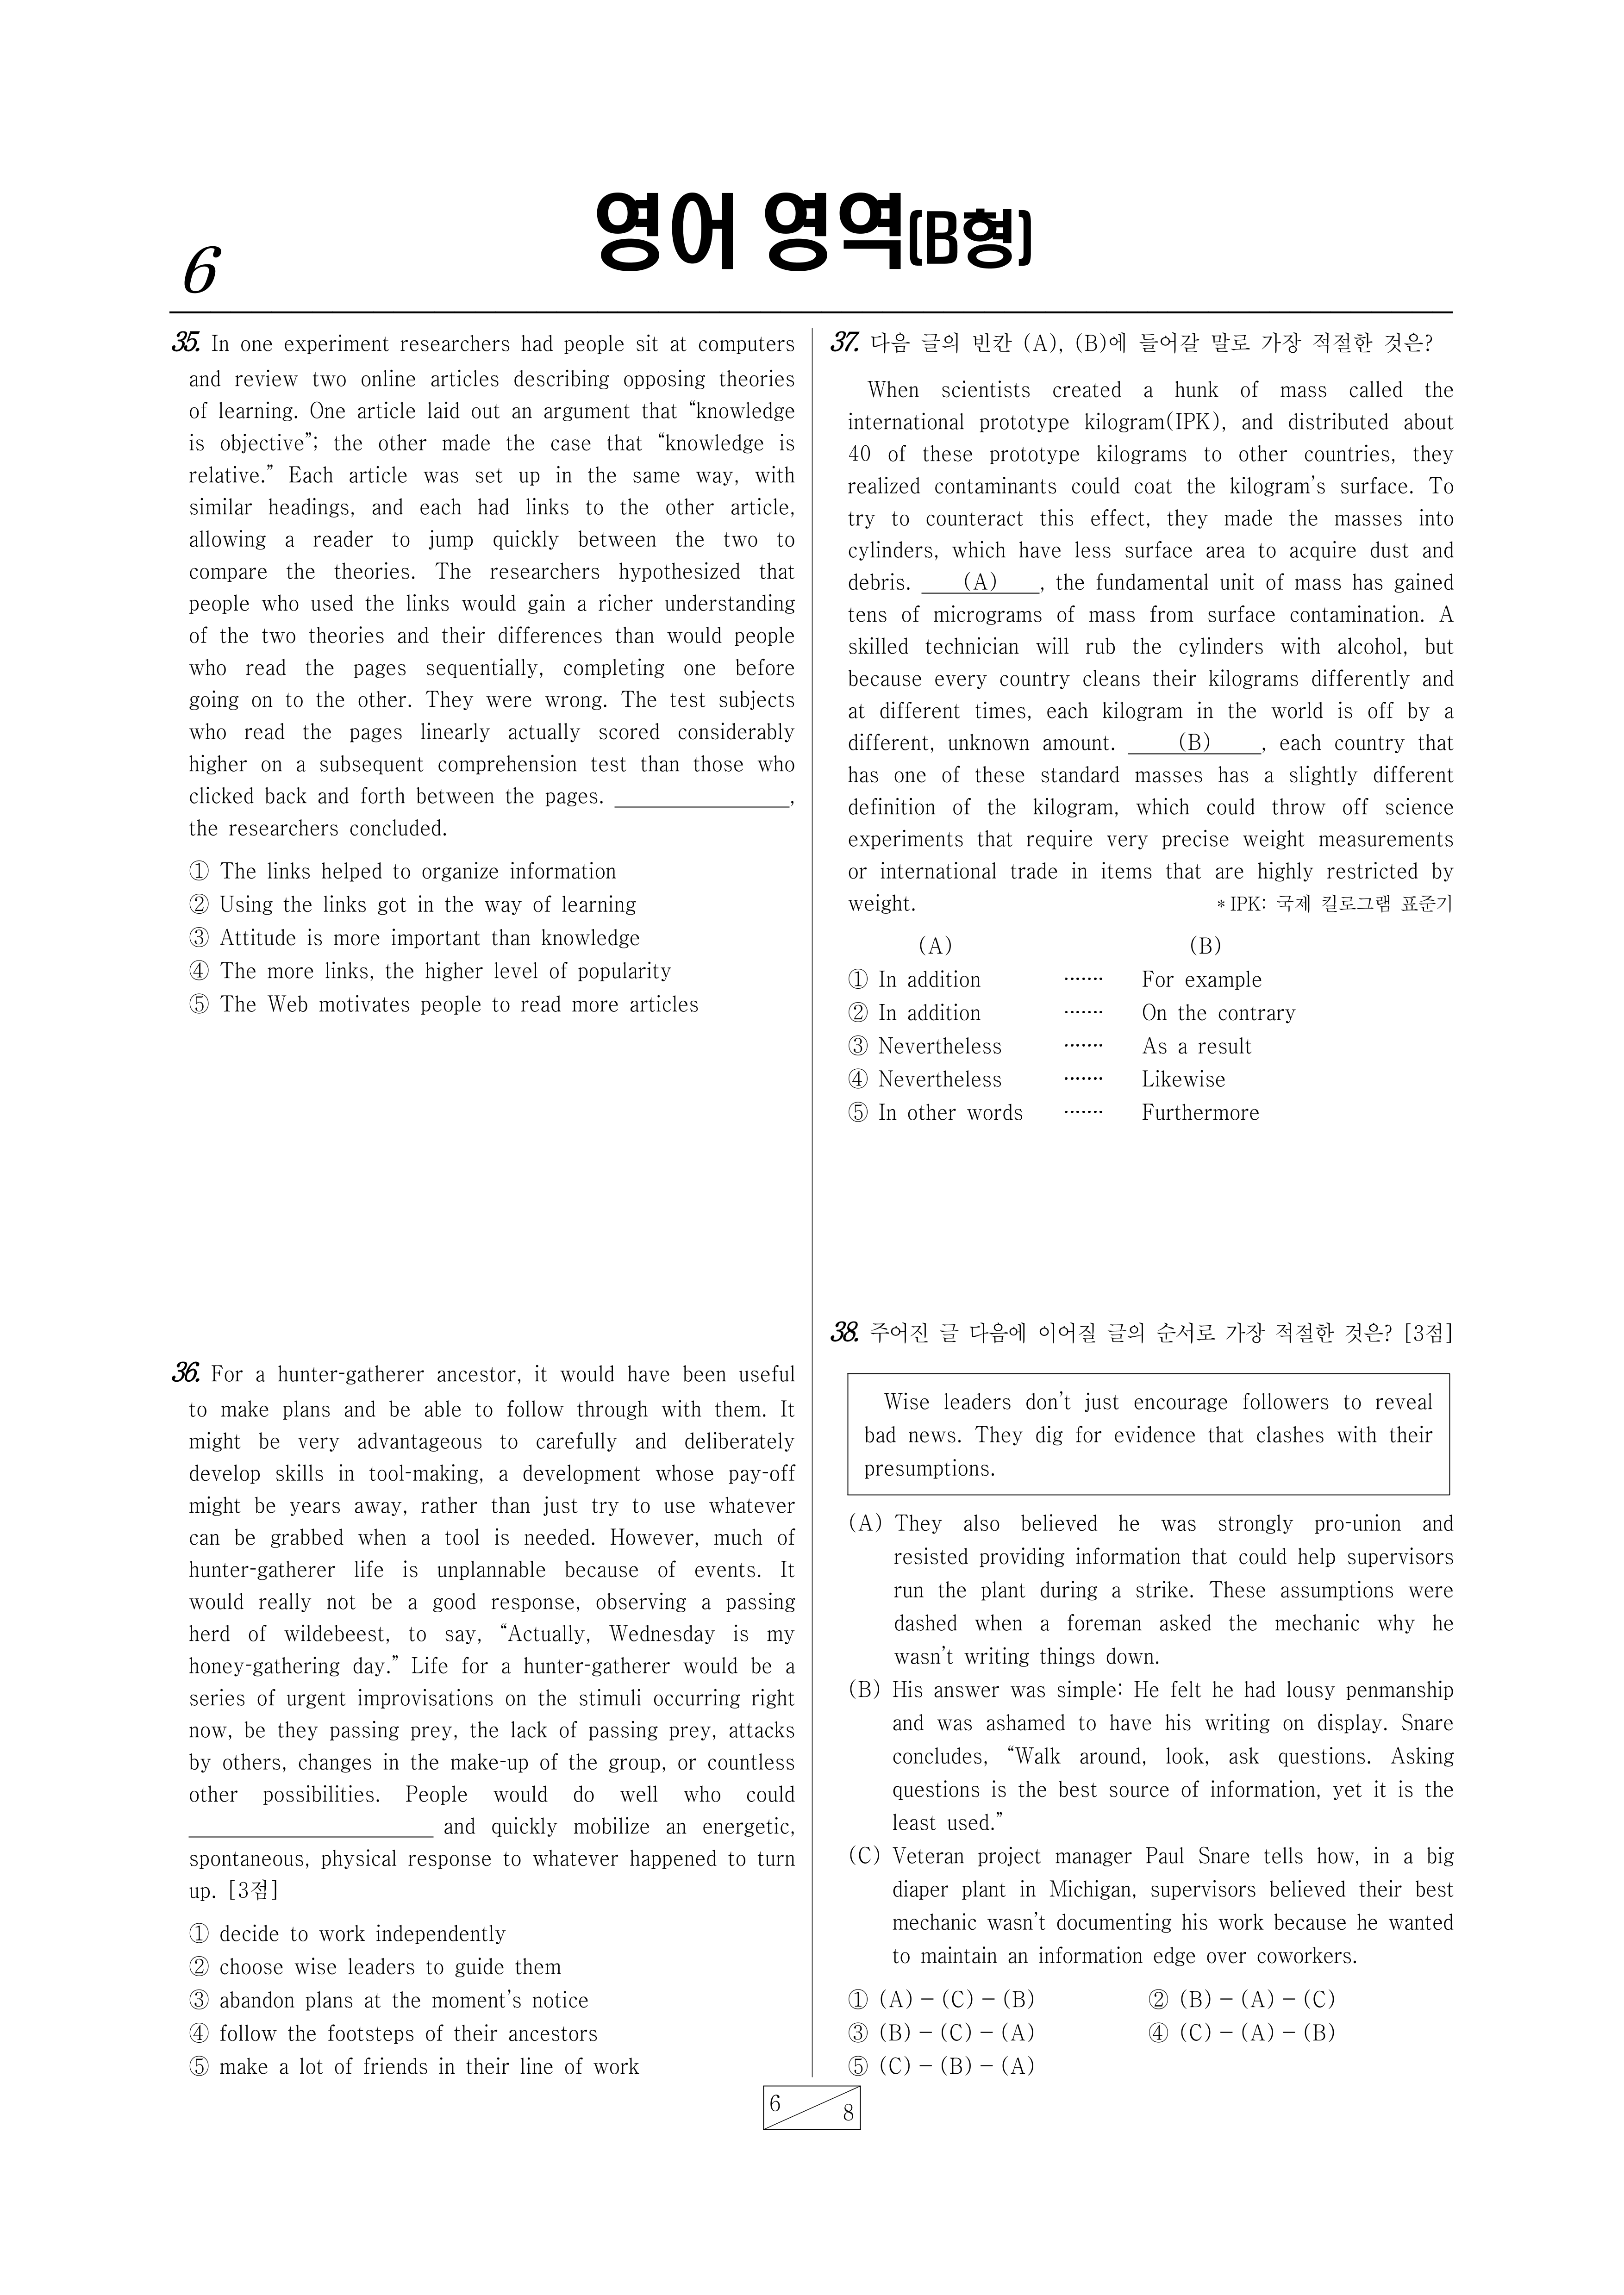 6
영어 영역(B형)
35. In one experiment researchers had people sit at computers
and review two online articles describing opposing theories
of learning. One article laid out an argument that “knowledge
is objective”; the other made the case that “knowledge is
relative.” Each article was set up in the same way, with
similar headings, and each had links to the other article,
allowing a reader to jump quickly between the two to
compare the theories. The researchers hypothesized that
people who used the links would gain a richer understanding
of the two theories and their differences than would people
who read the pages sequentially, completing one before
going on to the other. They were wrong. The test subjects
who read the pages linearly actually scored considerably
higher on a subsequent comprehension test than those who
clicked back and forth between the pages. ____________,
the researchers concluded.
① The links helped to organize information
② Using the links got in the way of learning
③ Attitude is more important than knowledge
④ The more links, the higher level of popularity
⑤ The Web motivates people to read more articles
36. For a hunter-gatherer ancestor, it would have been useful
to make plans and be able to follow through with them. It
might be very advantageous to carefully and deliberately
develop skills in tool-making, a development whose pay-off
might be years away, rather than just try to use whatever
can be grabbed when a tool is needed. However, much of
hunter-gatherer life is unplannable because of events. It
would really not be a good response, observing a passing
herd of wildebeest, to say, “Actually, Wednesday is my
honey-gathering day.” Life for a hunter-gatherer would be a
series of urgent improvisations on the stimuli occurring right
now, be they passing prey, the lack of passing prey, attacks
by others, changes in the make-up of the group, or countless
other possibilities. People would do well who could
____________ and quickly mobilize an energetic,
spontaneous, physical response to whatever happened to turn
up. [3점]
① decide to work independently
② choose wise leaders to guide them
③ abandon plans at the moment’s notice
④ follow the footsteps of their ancestors
⑤ make a lot of friends in their line of work
37. 다음 글의 빈칸 (A), (B)에 들어갈 말로 가장 적절한 것은?
When scientists created a hunk of mass called the
international prototype kilogram(IPK), and distributed about
40 of these prototype kilograms to other countries, they
realized contaminants could coat the kilogram’s surface. To
try to counteract this effect, they made the masses into
cylinders, which have less surface area to acquire dust and
debris. (A) , the fundamental unit of mass has gained
tens of micrograms of mass from surface contamination. A
skilled technician will rub the cylinders with alcohol, but
because every country cleans their kilograms differently and
at different times, each kilogram in the world is off by a
different, unknown amount. (B) , each country that
has one of these standard masses has a slightly different
definition of the kilogram, which could throw off science
experiments that require very precise weight measurements
or international trade in items that are highly restricted by
weight. * IPK: 국제 킬로그램 표준기
(A) (B)
① In addition ······· For example
② In addition ······· On the contrary
③ Nevertheless ······· As a result
④ Nevertheless ······· Likewise
⑤ In other words ······· Furthermore
38. 주어진 글 다음에 이어질 글의 순서로 가장 적절한 것은? [3점]
Wise leaders don’t just encourage followers to reveal
bad news. They dig for evidence that clashes with their
presumptions.
(A) They also believed he was strongly pro-union and
resisted providing information that could help supervisors
run the plant during a strike. These assumptions were
dashed when a foreman asked the mechanic why he
wasn’t writing things down.
(B) His answer was simple: He felt he had lousy penmanship
and was ashamed to have his writing on display. Snare
concludes, “Walk around, look, ask questions. Asking
questions is the best source of information, yet it is the
least used.”
(C) Veteran project manager Paul Snare tells how, in a big
diaper plant in Michigan, supervisors believed their best
mechanic wasn’t documenting his work because he wanted
to maintain an information edge over coworkers.
① (A) － (C) － (B) ② (B) － (A) － (C)
③ (B) － (C) － (A) ④ (C) － (A) － (B)
⑤ (C) － (B) － (A)
6
8